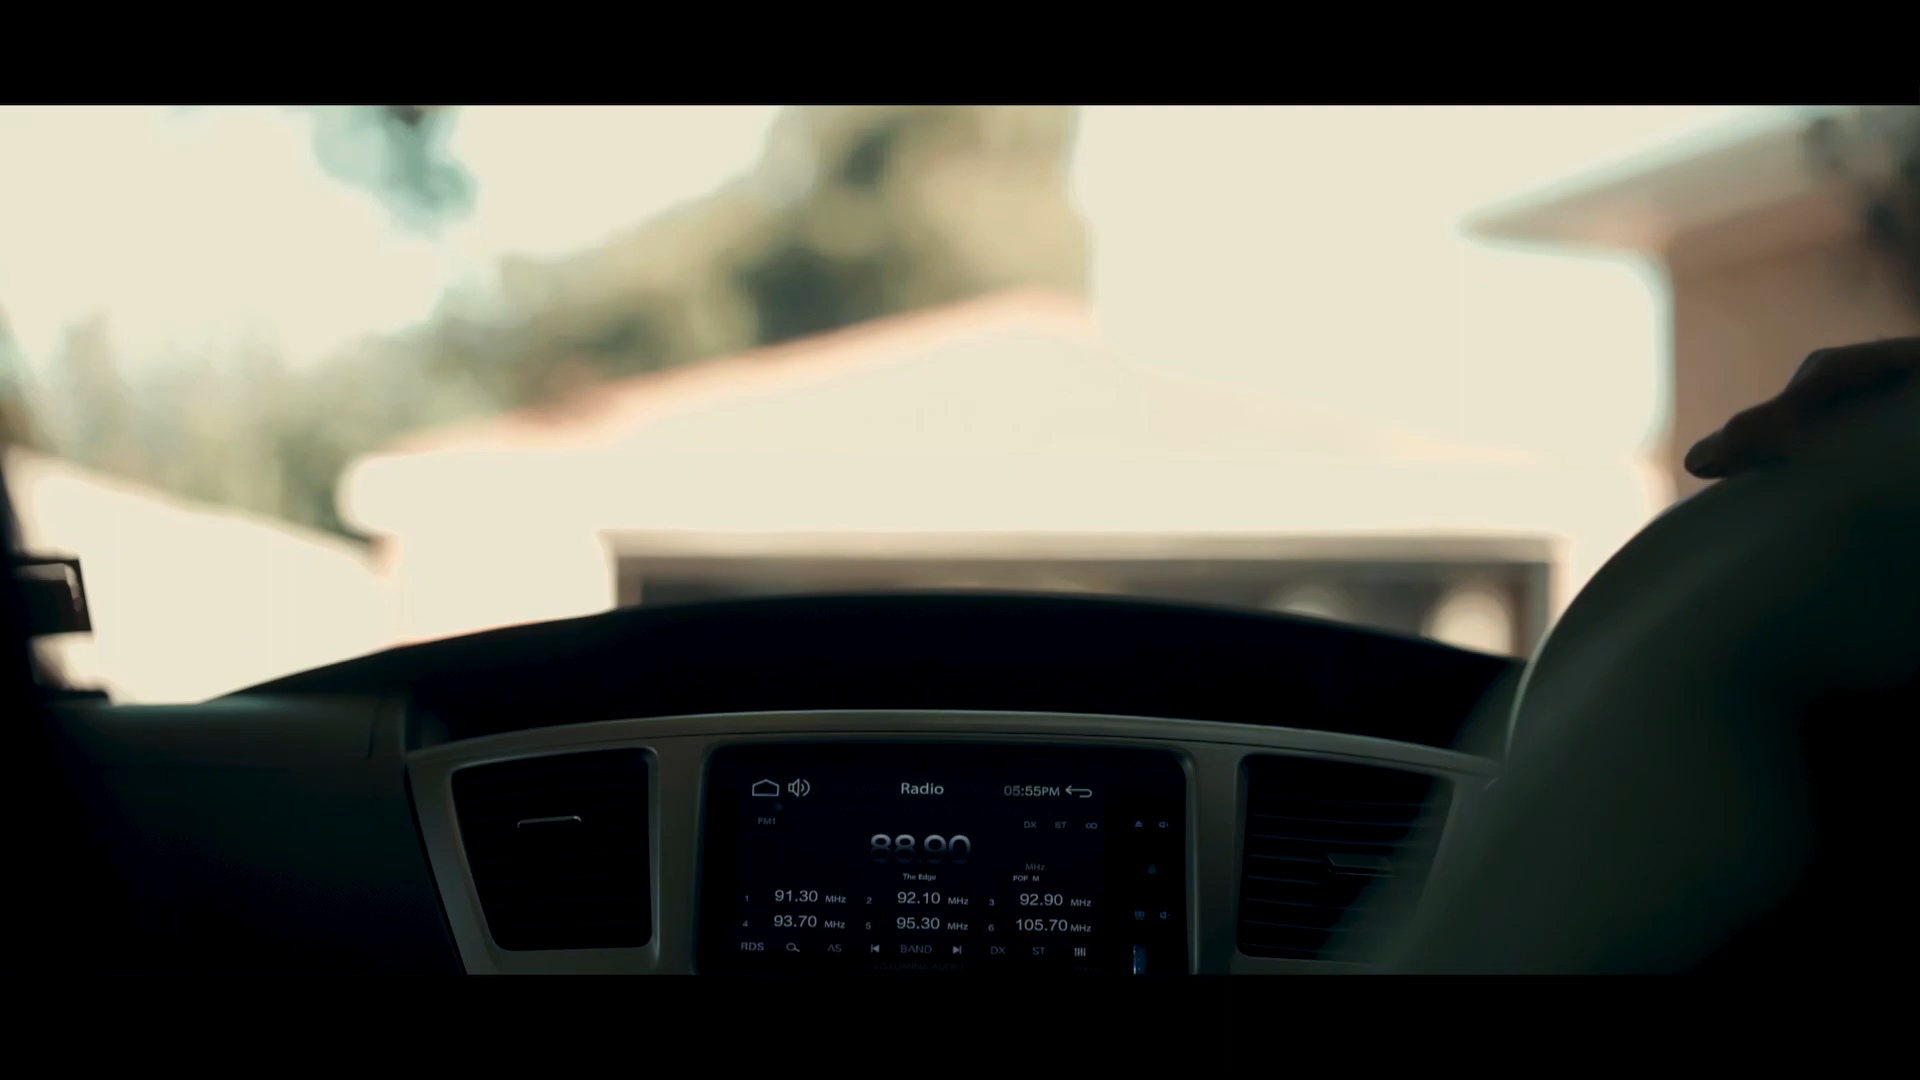 Radio 05:55PM
FM1 DX ST
88.90
MHz
The Edge POP M
1 91.30 MHz 2 92.10 MHz 3 92.90 MHz
4 93.70 MHz 5 95.30 MHz 6 105.70 MHz
RDS AS BAND DX ST